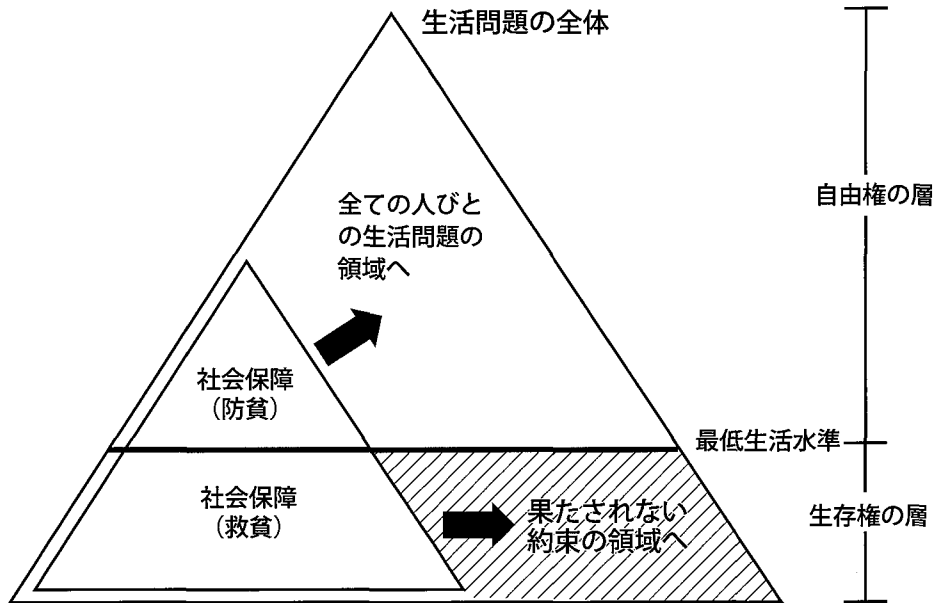 生活問題の全体
自由権の層
全ての人びと
の生活問題の
領域へ
社会保障
（防貧）
最低生活水準
社会保障
（救貧）
果たされない
約束の領域へ
生存権の層